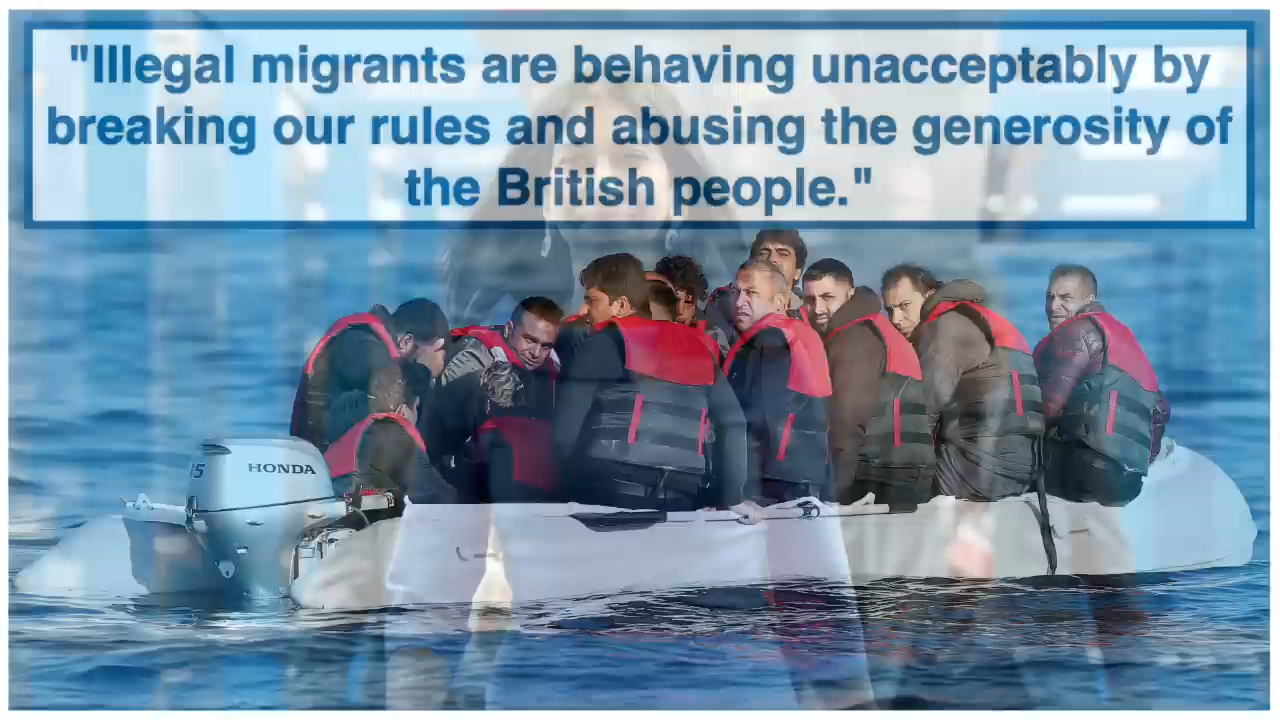 "Illegal migrants are behaving unacceptably by
breaking our rules and abusing the generosity of
the British people."
15
HONDA